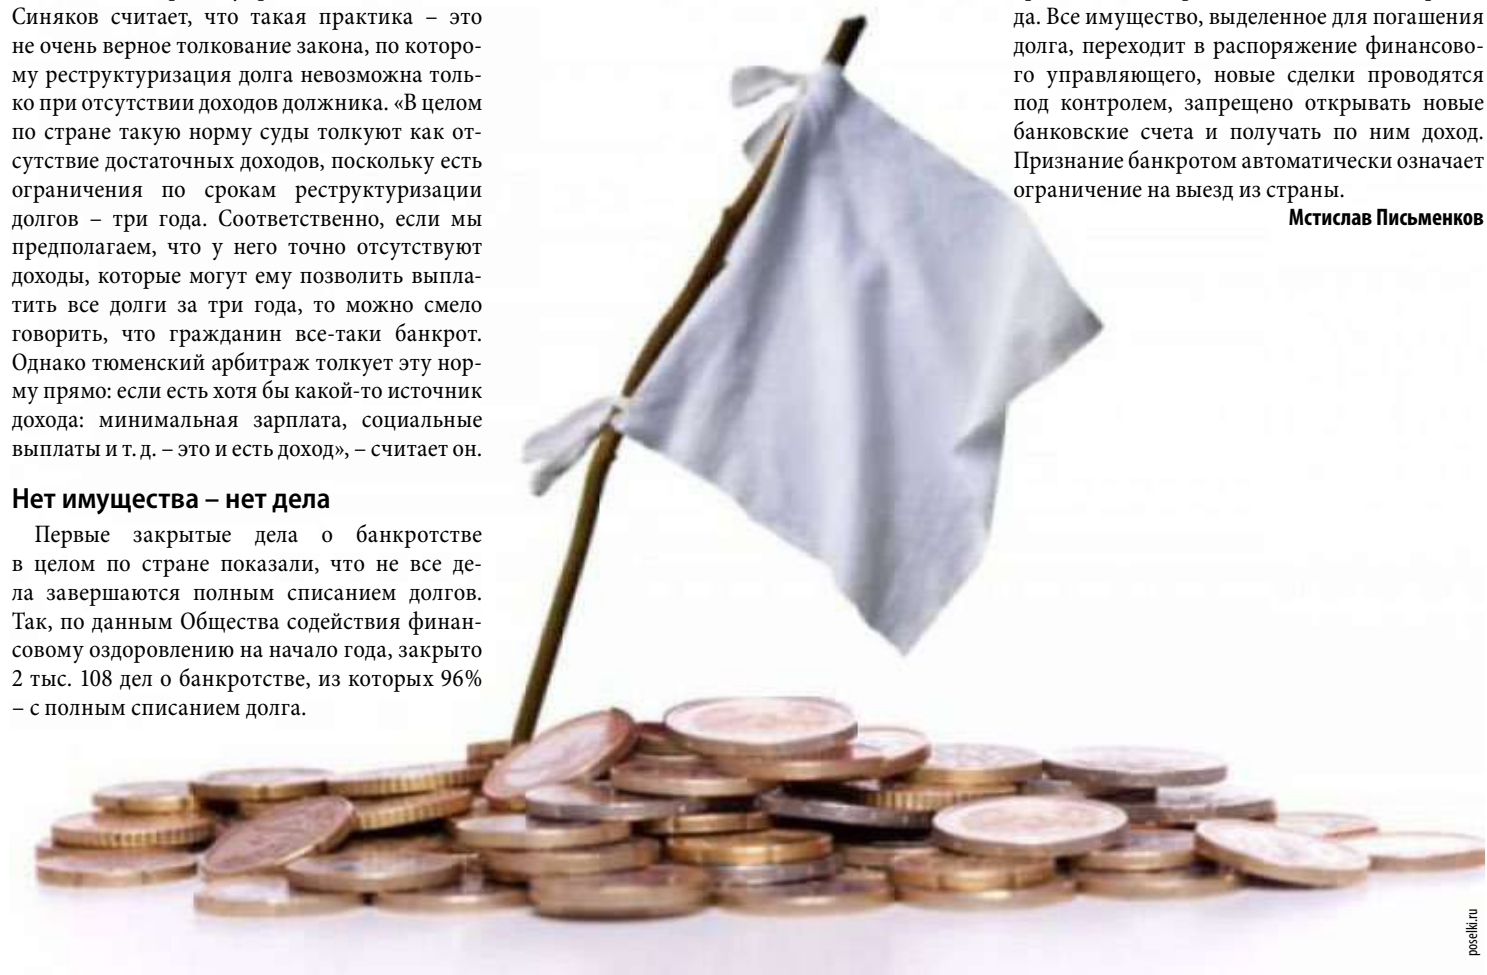 Синяков считает, что такая практика – это
не очень верное толкование закона, по которо-
му реструктуризация долга невозможна толь-
ко при отсутствии доходов должника. «В целом
по стране такую норму суды толкуют как от-
сутствие достаточных доходов, поскольку есть
ограничения по срокам реструктуризации
долгов – три года. Соответственно, если мы
предполагаем, что у него точно отсутствуют
доходы, которые могут ему позволить выпла-
тить все долги за три года, то можно смело
говорить, что гражданин все-таки банкрот.
Однако тюменский арбитраж толкует эту нор-
му прямо: если есть хотя бы какой-то источник
дохода: минимальная зарплата, социальные
выплаты и т. д. – это и есть доход», – считает он.
Нет имущества – нет дела
Первые закрытые дела о банкротстве
в целом по стране показали, что не все де-
ла завершаются полным списанием долгов.
Так, по данным Общества содействия финан-
совому оздоровлению на начало года, закрыто
2 тыс. 108 дел о банкротстве, из которых 96%
– с полным списанием долга.
да. Все имущество, выделенное для погашения
долга, переходит в распоряжение финансово-
го управляющего, новые сделки проводятся
под контролем, запрещено открывать новые
банковские счета и получать по ним доход.
Признание банкротом автоматически означает
ограничение на выезд из страны.
Мстислав Письменков
poselki.ru